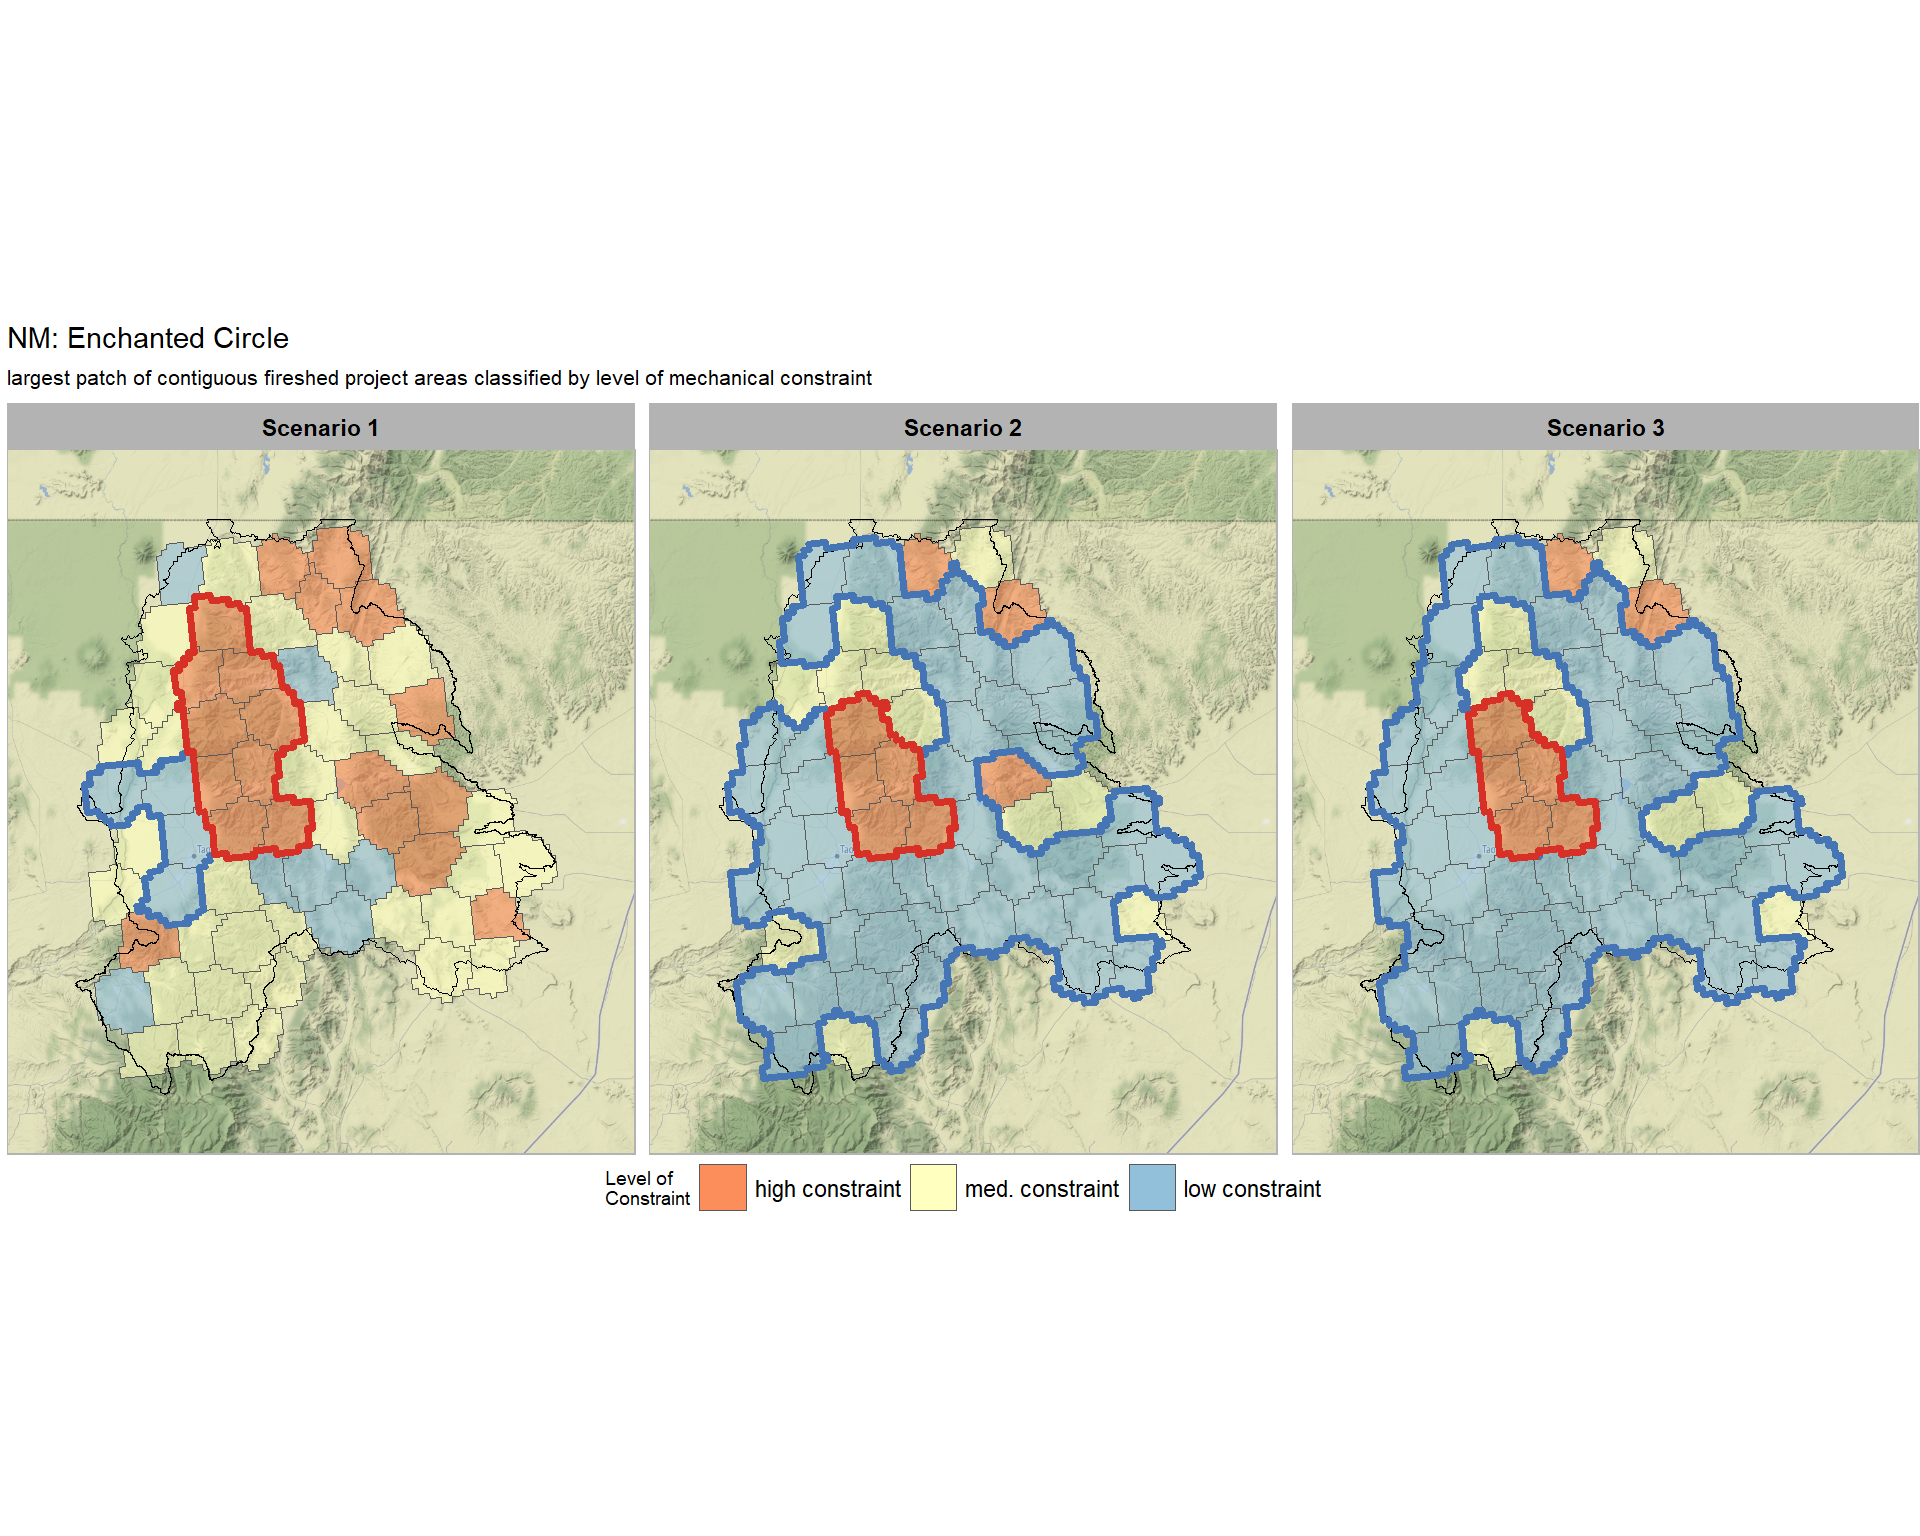 NM: Enchanted Circle
largest patch of contiguous fireshed project areas classified by level of mechanical constraint
Scenario 1
Scenario 2
Scenario 3
Level of
Constraint
high constraint
med. constraint
low constraint